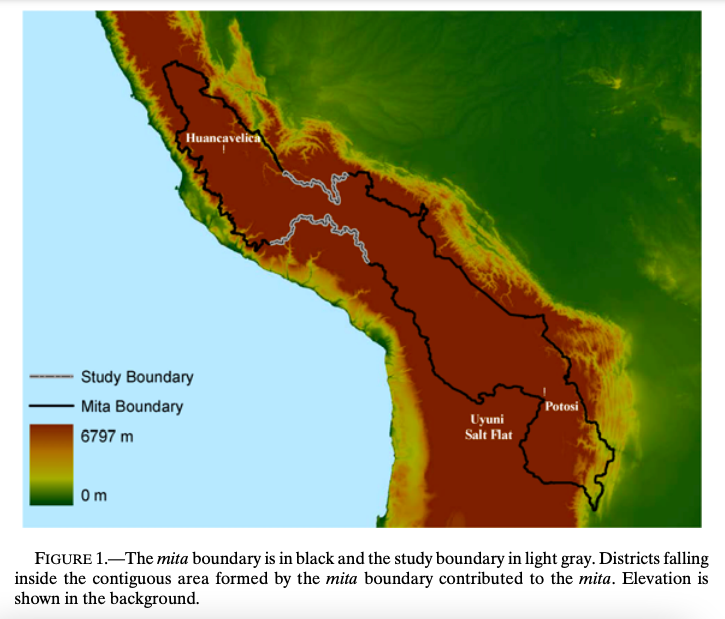 Huancavelica
Study Boundary
Mita Boundary
6797 m
0 m
Uyuni
Salt Flat
Potosi
FIGURE 1.—The mita boundary is in black and the study boundary in light gray. Districts falling
inside the contiguous area formed by the mita boundary contributed to the mita. Elevation is
shown in the background.